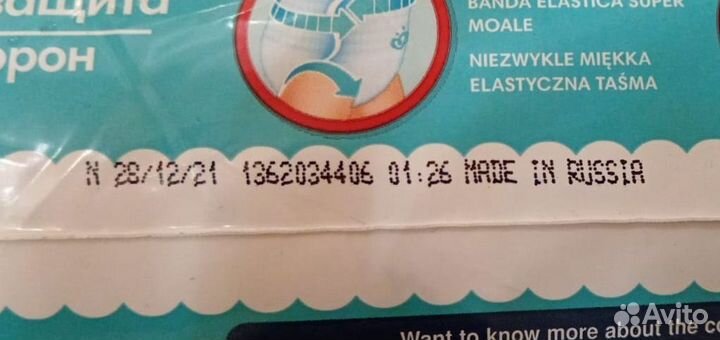 защита
орон
BANDA ELASTICA SUPER
MOALE
NIEZWYKLE MIĘKKA
ELASTYCZNA TAŚMA
N 28/12/21 1362034406 01:26 MADE IN RUSSIA
Want to know more about the co
Avito